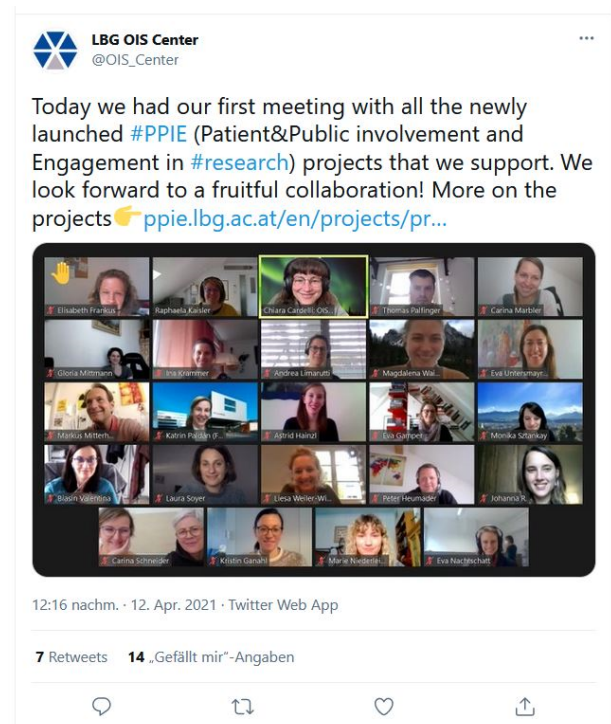 LBG OIS Center
@OIS_Center
Today we had our first meeting with all the newly
launched #PPIE (Patient&Public involvement and
Engagement in #research) projects that we support. We
look forward to a fruitful collaboration! More on the
projects👉ppie.lbg.ac.at/en/projects/pr…
Elisabeth Frankus Raphaela Kaisler Chiara Cardelli, OIS... Thomas Palfinger Carina Marbler
Gloria Mittmann Ina Krammer Andrea Limarutti Magdalena Wai... Eva Untersmayr...
Markus Mitterh... Katrin (F... Astrid Hainzl Eva Gamper Monika Sztankay
Blasin Valentina Laura Soyer Liesa Weiler-Wi... Peter Heumader Johanna R.
Carina Schneider Kristin Ganahl Marie Niederlei... Eva Nachtschatt
12:16 nachm. · 12. Apr. 2021 · Twitter Web App
7 Retweets 14 „Gefällt mir“-Angaben